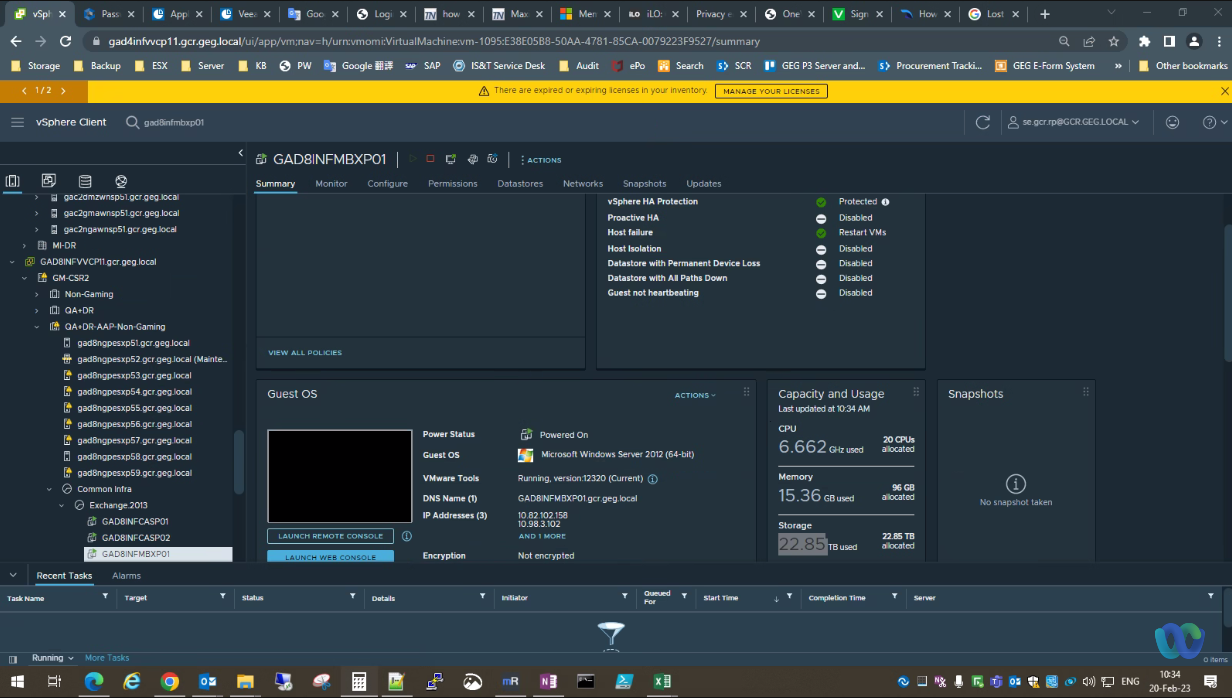 vSph
Pass
Appl
Veea
Goo
Logi
how
Maxi
Men
iLO
iLO:
Privacy e
One'
Sign
How
Lost
gad4infvvcp11.gcr.geg.local/ui/app/vm;nav=h/urn:vmomi:VirtualMachine:vm-1095:E38E05B8-50AA-4781-85CA-0079223F9527/summary
Storage
Backup
ESX
Server
KB
PW
Google 翻譯
SAP
IS&T Service Desk
Audit
ePo
Search
SCR
GEG P3 Server and...
Procurement Tracki...
GEG E-Form System
»
Other bookmarks
1 / 2
There are expired or expiring licenses in your inventory.
MANAGE YOUR LICENSES
vSphere Client
gad8infmbxp01
se.gcr.rp@GCR.GEG.LOCAL
GAD8INFMBXP01
ACTIONS
Summary
Monitor
Configure
Permissions
Datastores
Networks
Snapshots
Updates
gac2dmzwnsp51.gcr.geg.local
gac2gmawnsp51.gcr.geg.local
gac2ngawnsp51.gcr.geg.local
MI-DR
GAD8INFVVCP11.gcr.geg.local
GM-CSR2
Non-Gaming
QA+DR
QA+DR-AAP-Non-Gaming
gad8ngpesxp51.gcr.geg.local
gad8ngpesxp52.gcr.geg.local (Mainte...
gad8ngpesxp53.gcr.geg.local
gad8ngpesxp54.gcr.geg.local
gad8ngpesxp55.gcr.geg.local
gad8ngpesxp56.gcr.geg.local
gad8ngpesxp57.gcr.geg.local
gad8ngpesxp58.gcr.geg.local
gad8ngpesxp59.gcr.geg.local
Common Infra
Exchange.2013
GAD8INFCASP01
GAD8INFCASP02
GAD8INFMBXP01
vSphere HA Protection
Protected
Proactive HA
Disabled
Host failure
Restart VMs
Host Isolation
Disabled
Datastore with Permanent Device Loss
Disabled
Datastore with All Paths Down
Disabled
Guest not heartbeating
Disabled
VIEW ALL POLICIES
Guest OS
ACTIONS
Power Status
Powered On
Guest OS
Microsoft Windows Server 2012 (64-bit)
VMware Tools
Running, version:12320 (Current)
DNS Name (1)
GAD8INFMBXP01.gcr.geg.local
IP Addresses (3)
10.82.102.158
10.98.3.102
AND 1 MORE
Encryption
Not encrypted
LAUNCH REMOTE CONSOLE
LAUNCH WEB CONSOLE
Capacity and Usage
Last updated at 10:34 AM
CPU
6.662 GHz used
20 CPUs
allocated
Memory
15.36 GB used
96 GB
allocated
Storage
22.85 TB used
22.85 TB
allocated
Snapshots
No snapshot taken
Recent Tasks
Alarms
Task Name
Target
Status
Details
Initiator
Queued
For
Start Time
Completion Time
Server
Running
More Tasks
0 items
mR
ENG
10:34
20-Feb-23